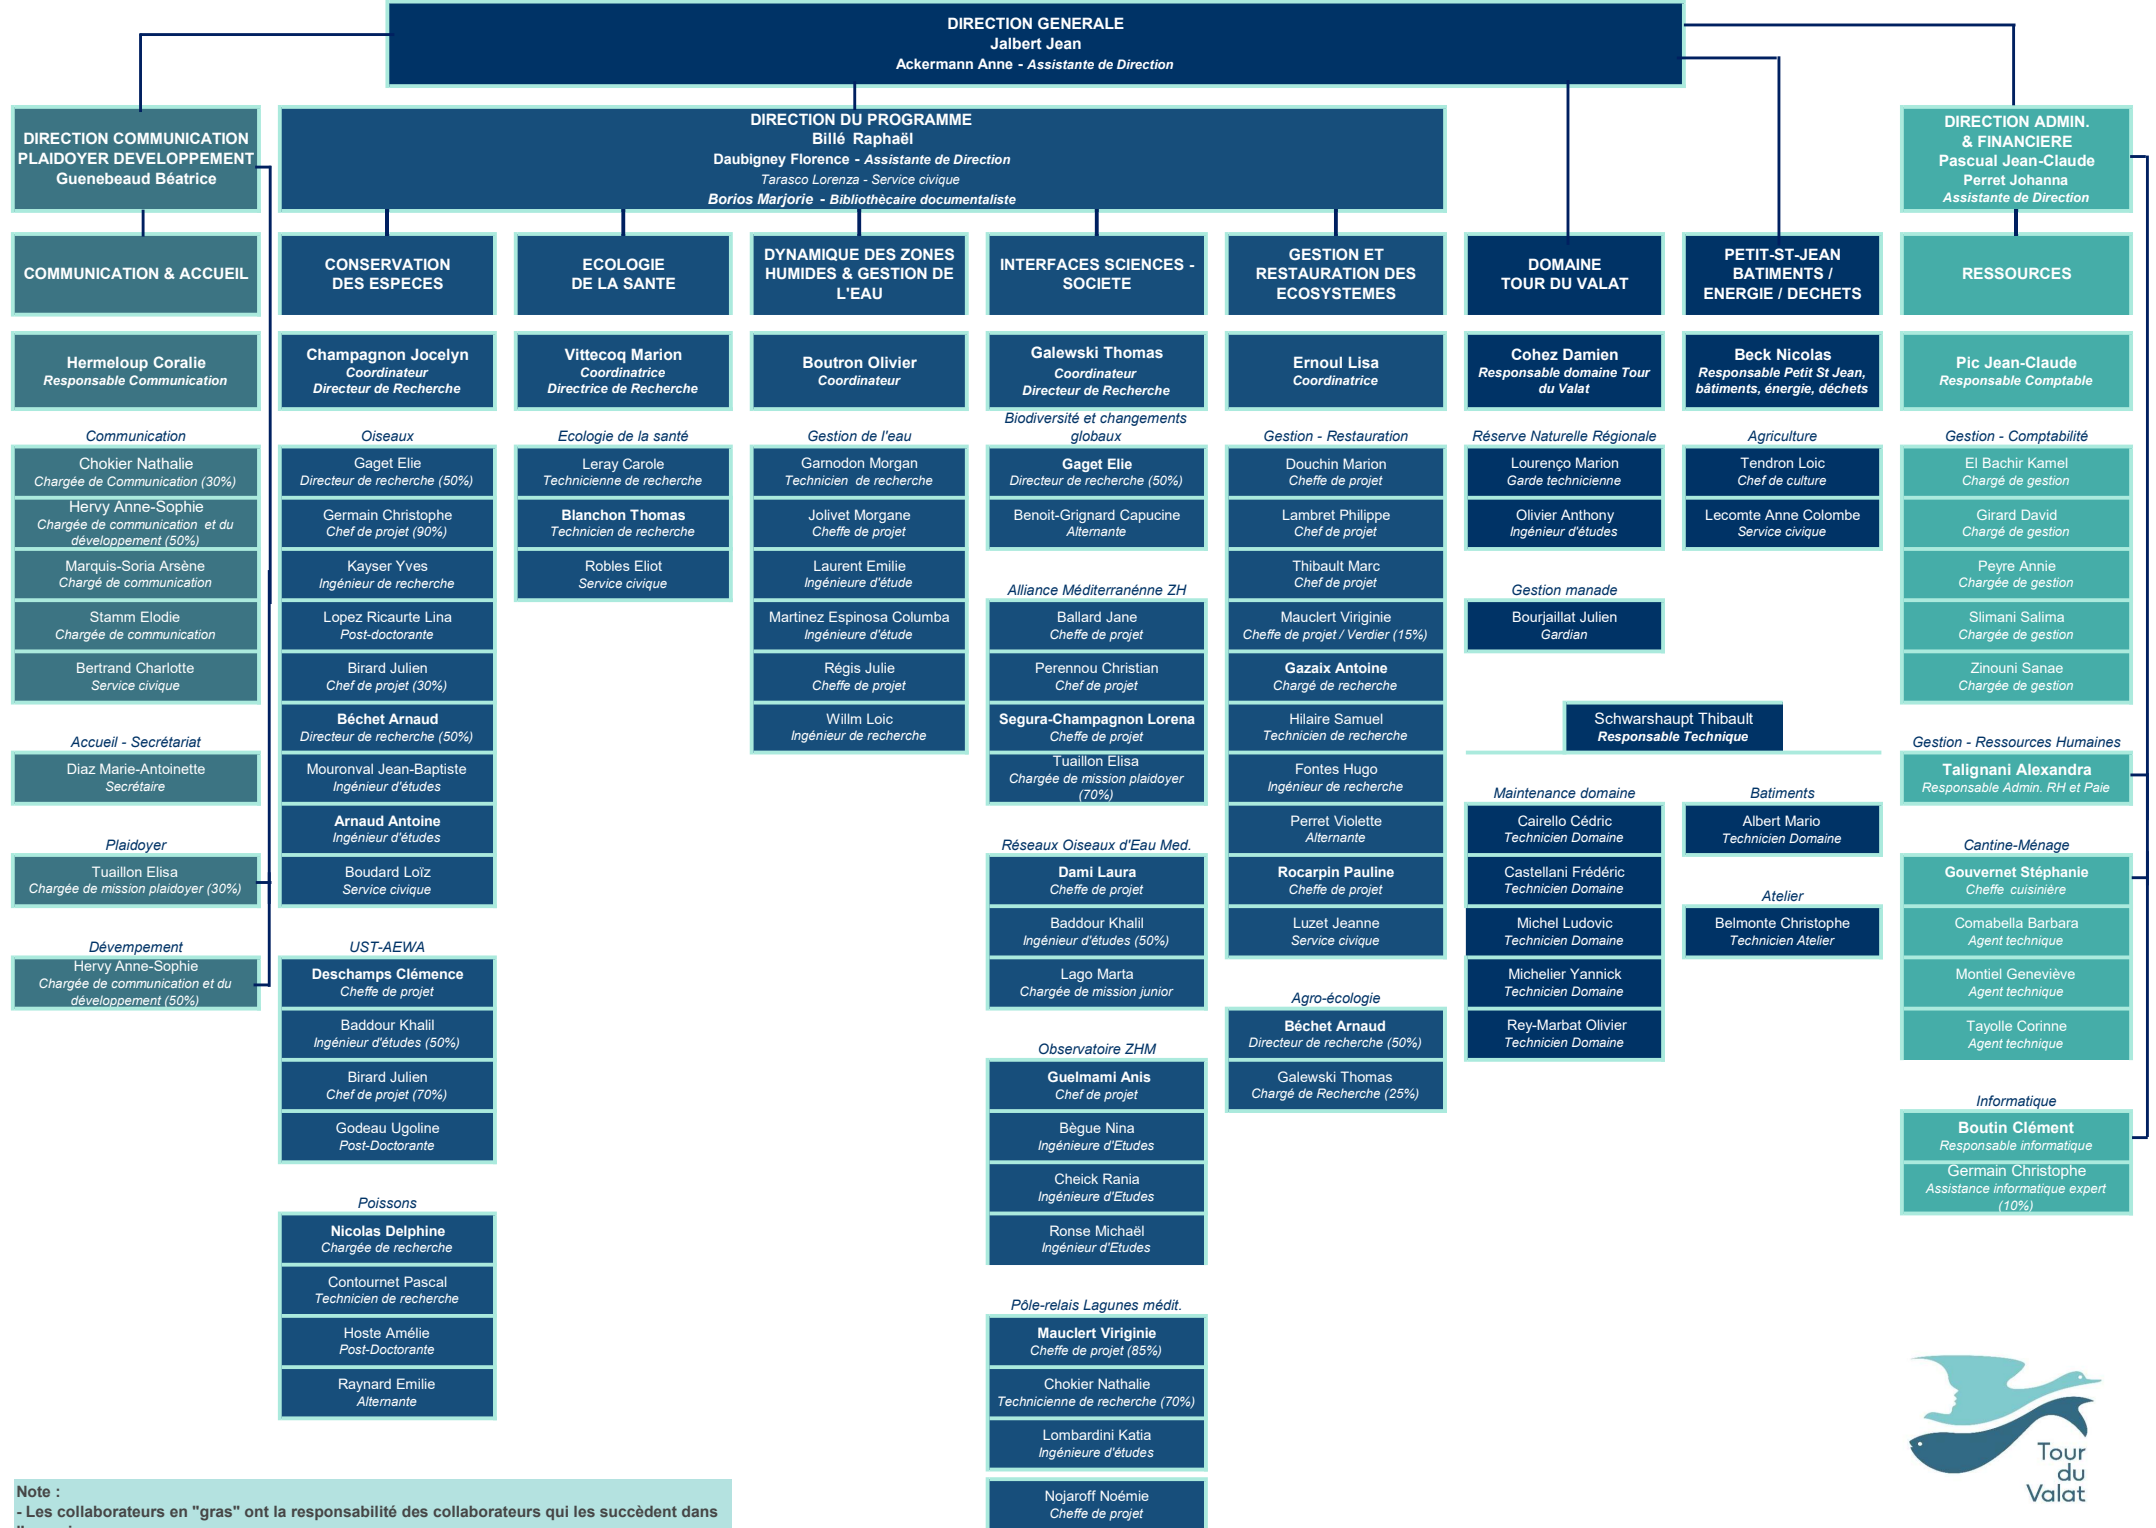 DIRECTION GENERALE
Jalbert Jean
Ackermann Anne - Assistante de Direction
DIRECTION COMMUNICATION
PLAIDOYER DEVELOPPEMENT
Guenebeaud Béatrice
DIRECTION DU PROGRAMME
Billé Raphaël
Daubigney Florence - Assistante de Direction
Tarasco Lorenza - Service civique
Borios Marjorie - Bibliothècaire documentaliste
DIRECTION ADMIN.
& FINANCIERE
Pascual Jean-Claude
Perret Johanna
Assistante de Direction
COMMUNICATION & ACCUEIL
Hermeloup Coralie
Responsable Communication
Communication
Chokier Nathalie
Chargée de Communication (30%)
Hervy Anne-Sophie
Chargée de communication et du
développement (50%)
Marquis-Soria Arsène
Chargé de communication
Stamm Elodie
Chargée de communication
Bertrand Charlotte
Service civique
Accueil - Secrétariat
Diaz Marie-Antoinette
Secrétaire
Plaidoyer
Tuaillon Elisa
Chargée de mission plaidoyer (30%)
Dévempement
Hervy Anne-Sophie
Chargée de communication et du
développement (50%)
CONSERVATION
DES ESPECES
Champagnon Jocelyn
Coordinateur
Directeur de Recherche
Oiseaux
Gaget Elie
Directeur de recherche (50%)
Germain Christophe
Chef de projet (90%)
Kayser Yves
Ingénieur de recherche
Lopez Ricaurte Lina
Post-doctorante
Birard Julien
Chef de projet (30%)
Béchet Arnaud
Directeur de recherche (50%)
Mouronval Jean-Baptiste
Ingénieur d'études
Arnaud Antoine
Ingénieur d'études
Boudard Loïz
Service civique
UST-AEWA
Deschamps Clémence
Cheffe de projet
Baddour Khalil
Ingénieur d'études (50%)
Birard Julien
Chef de projet (70%)
Godeau Ugoline
Post-Doctorante
Poissons
Nicolas Delphine
Chargée de recherche
Contournet Pascal
Technicien de recherche
Hoste Amélie
Post-Doctorante
Raynard Emilie
Alternante
ECOLOGIE
DE LA SANTE
Vittecoq Marion
Coordinatrice
Directrice de Recherche
Ecologie de la santé
Leray Carole
Technicienne de recherche
Blanchon Thomas
Technicien de recherche
Robles Eliot
Service civique
DYNAMIQUE DES ZONES
HUMIDES & GESTION DE
L'EAU
Boutron Olivier
Coordinateur
Gestion de l'eau
Garnodon Morgan
Technicien de recherche
Jolivet Morgane
Cheffe de projet
Laurent Emilie
Ingénieure d'étude
Martinez Espinosa Columba
Ingénieure d'étude
Régis Julie
Cheffe de projet
Willm Loic
Ingénieur de recherche
INTERFACES SCIENCES -
SOCIETE
Galewski Thomas
Coordinateur
Directeur de Recherche
Biodiversité et changements
globaux
Gaget Elie
Directeur de recherche (50%)
Benoit-Grignard Capucine
Alternante
Alliance Méditerranénne ZH
Ballard Jane
Cheffe de projet
Perennou Christian
Chef de projet
Segura-Champagnon Lorena
Cheffe de projet
Tuaillon Elisa
Chargée de mission plaidoyer
(70%)
Réseaux Oiseaux d'Eau Med.
Dami Laura
Cheffe de projet
Baddour Khalil
Ingénieur d'études (50%)
Lago Marta
Chargée de mission junior
Observatoire ZHM
Guelmami Anis
Chef de projet
Bègue Nina
Ingénieure d'Etudes
Cheick Rania
Ingénieure d'Etudes
Ronse Michaël
Ingénieur d'Etudes
Pôle-relais Lagunes médit.
Mauclert Viriginie
Cheffe de projet (85%)
Chokier Nathalie
Technicienne de recherche (70%)
Lombardini Katia
Ingénieure d'études
Nojaroff Noémie
Cheffe de projet
GESTION ET
RESTAURATION DES
ECOSYSTEMES
Ernoul Lisa
Coordinatrice
Gestion - Restauration
Douchin Marion
Cheffe de projet
Lambret Philippe
Chef de projet
Thibault Marc
Chef de projet
Mauclert Viriginie
Cheffe de projet / Verdier (15%)
Gazaix Antoine
Chargé de recherche
Hilaire Samuel
Technicien de recherche
Fontes Hugo
Ingénieur de recherche
Perret Violette
Alternante
Rocarpin Pauline
Cheffe de projet
Luzet Jeanne
Service civique
Agro-écologie
Béchet Arnaud
Directeur de recherche (50%)
Galewski Thomas
Chargé de Recherche (25%)
DOMAINE
TOUR DU VALAT
Cohez Damien
Responsable domaine Tour
du Valat
Réserve Naturelle Régionale
Lourenço Marion
Garde technicienne
Olivier Anthony
Ingénieur d'études
Gestion manade
Bourjaillat Julien
Gardian
PETIT-ST-JEAN
BATIMENTS /
ENERGIE / DECHETS
Beck Nicolas
Responsable Petit St Jean,
bâtiments, énergie, déchets
Agriculture
Tendron Loic
Chef de culture
Lecomte Anne Colombe
Service civique
Schwarshaupt Thibault
Responsable Technique
Maintenance domaine
Cairello Cédric
Technicien Domaine
Castellani Frédéric
Technicien Domaine
Michel Ludovic
Technicien Domaine
Michelier Yannick
Technicien Domaine
Rey-Marbat Olivier
Technicien Domaine
Batiments
Albert Mario
Technicien Domaine
Atelier
Belmonte Christophe
Technicien Atelier
RESSOURCES
Pic Jean-Claude
Responsable Comptable
Gestion - Comptabilité
El Bachir Kamel
Chargé de gestion
Girard David
Chargé de gestion
Peyre Annie
Chargée de gestion
Slimani Salima
Chargée de gestion
Zinouni Sanae
Chargée de gestion
Gestion - Ressources Humaines
Talignani Alexandra
Responsable Admin. RH et Paie
Cantine-Ménage
Gouvernet Stéphanie
Cheffe cuisinière
Comabella Barbara
Agent technique
Montiel Geneviève
Agent technique
Tayolle Corinne
Agent technique
Informatique
Boutin Clément
Responsable informatique
Germain Christophe
Assistance informatique expert
(10%)
Tour
du
Valat
Note :
- Les collaborateurs en "gras" ont la responsabilité des collaborateurs qui les succèdent dans